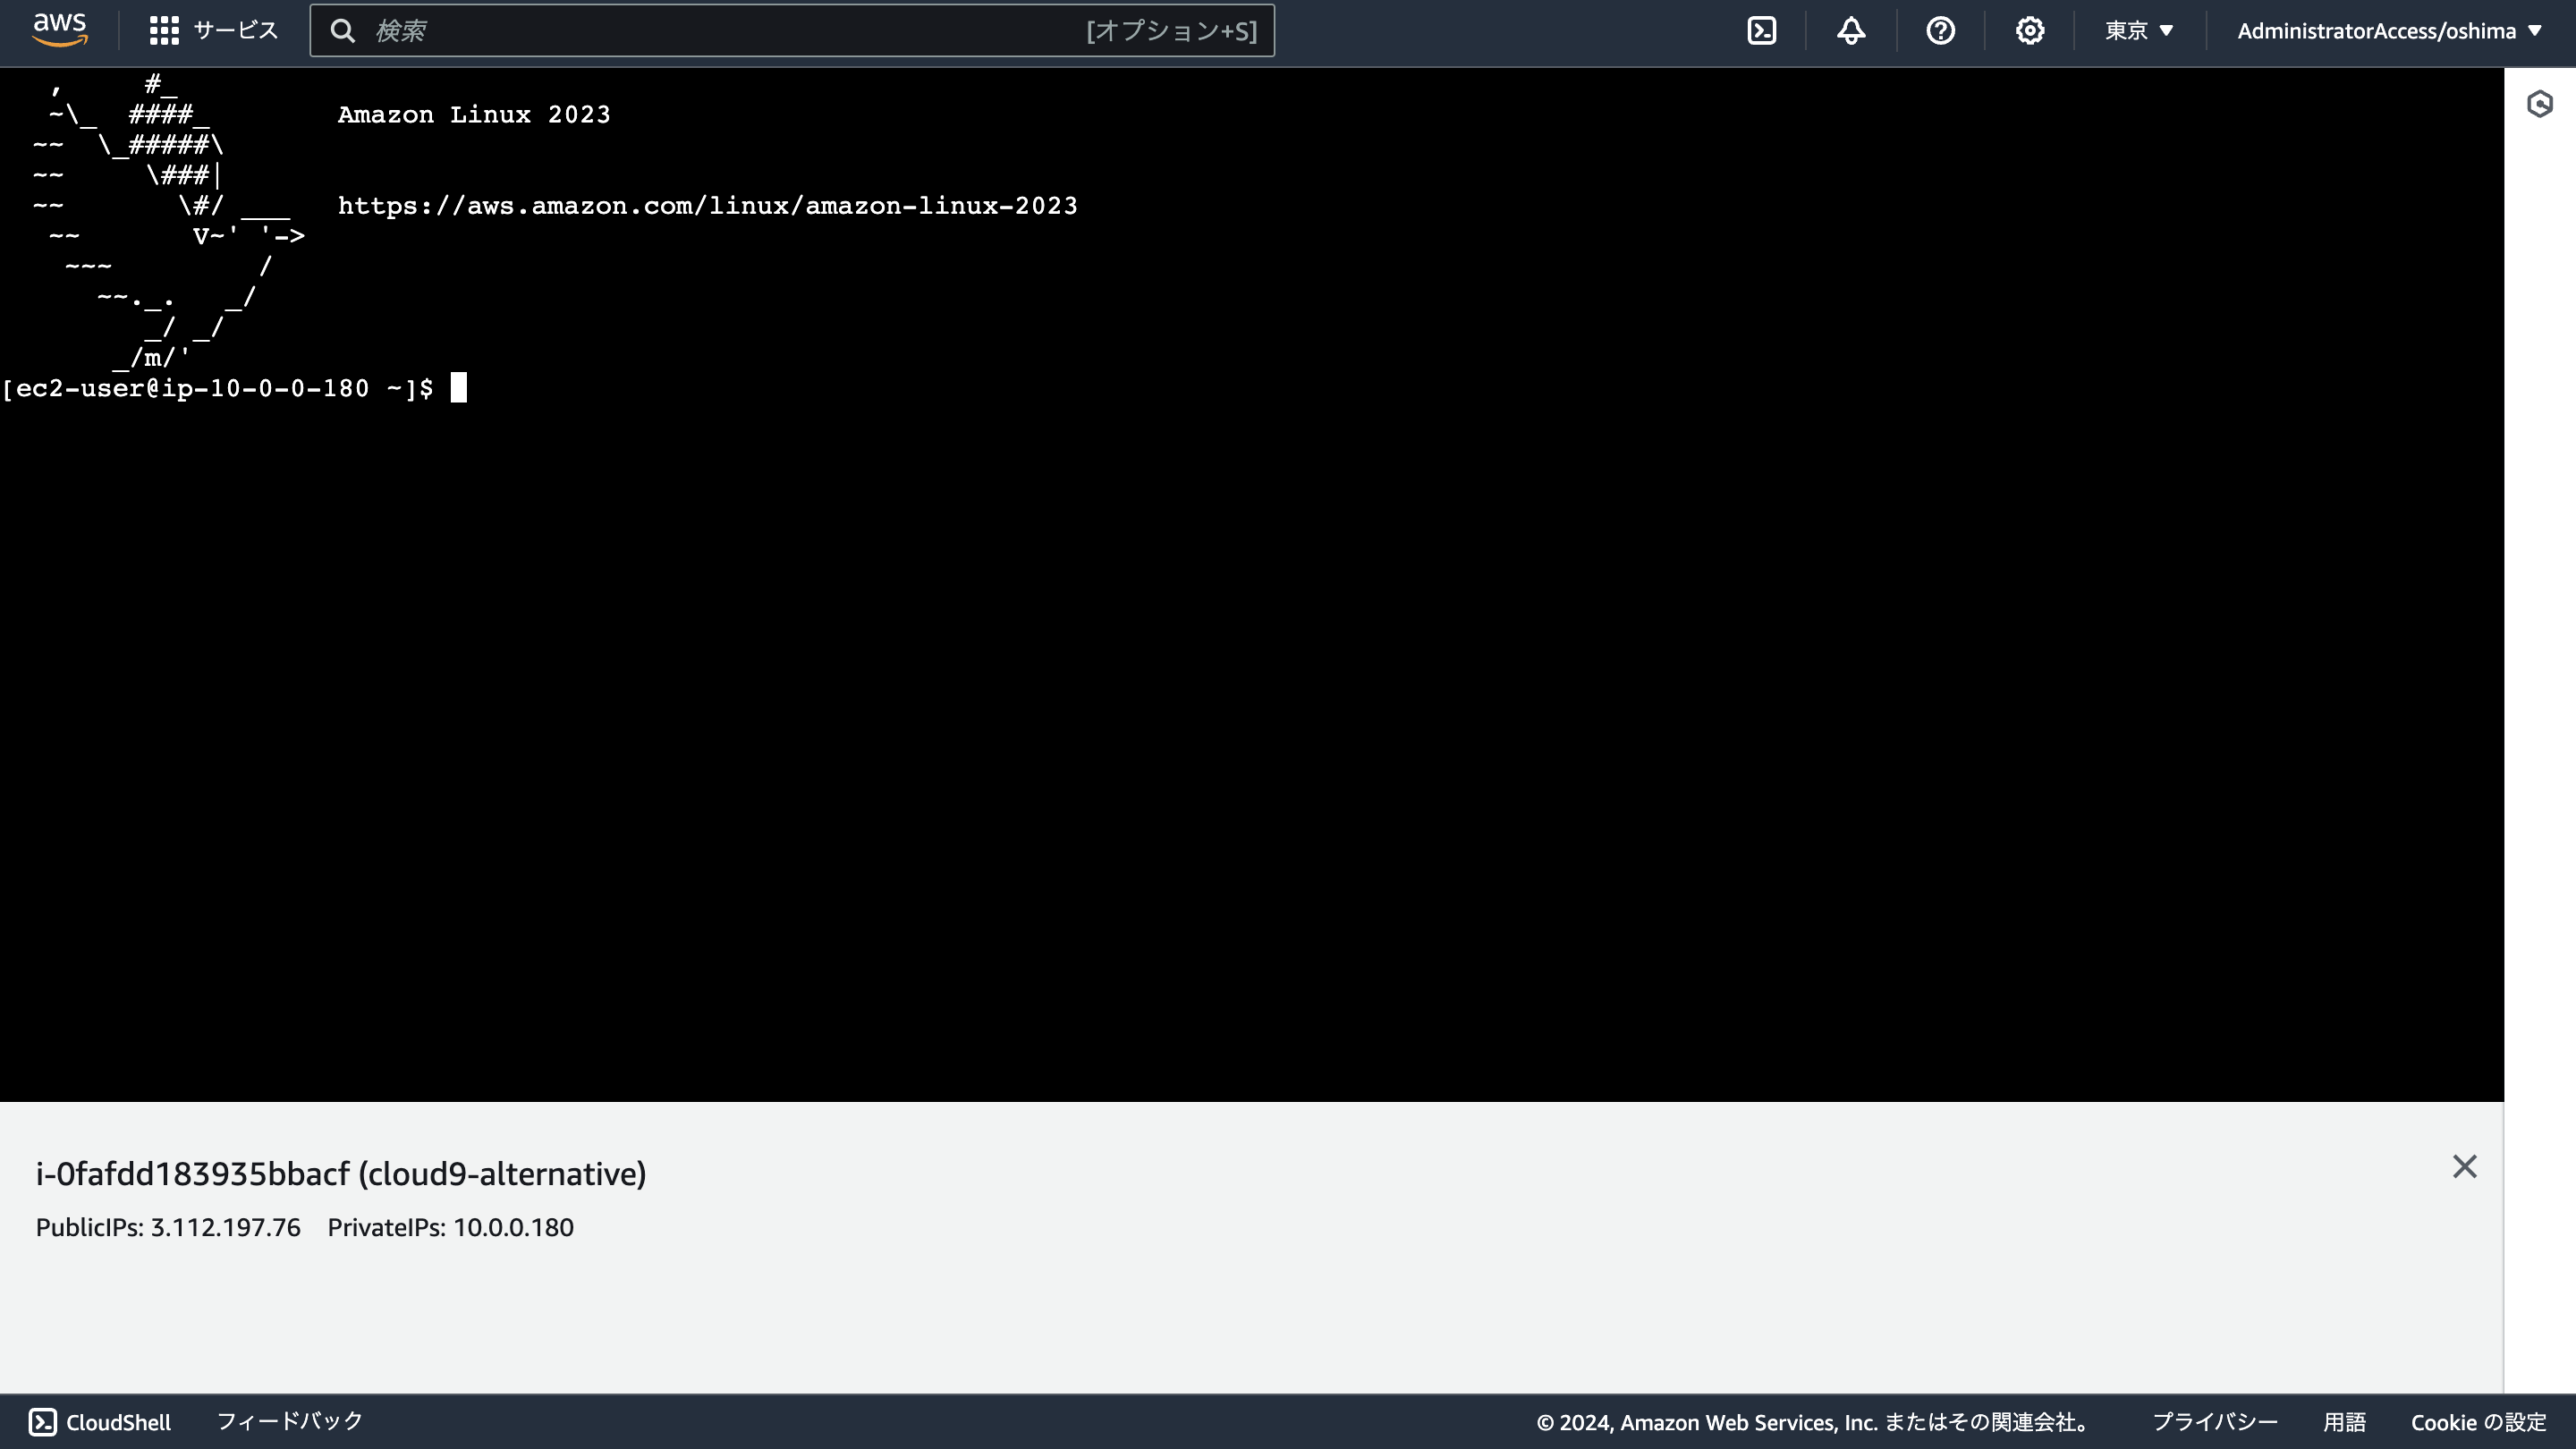 aws サービス 検索 [オプション+S] 東京 AdministratorAccess/oshima
   ,     #_
   ~\_  ####_        Amazon Linux 2023
  ~~  \_#####\
  ~~     \###|
  ~~       \#/ ___   https://aws.amazon.com/linux/amazon-linux-2023
   ~~       V~' '->
    ~~~         /
      ~~._.   _/
         _/ _/
       _/m/'
[ec2-user@ip-10-0-0-180 ~]$
i-0fafdd183935bbacf (cloud9-alternative)
PublicIPs: 3.112.197.76 PrivateIPs: 10.0.0.180
CloudShell フィードバック © 2024, Amazon Web Services, Inc. またはその関連会社。 プライバシー 用語 Cookie の設定